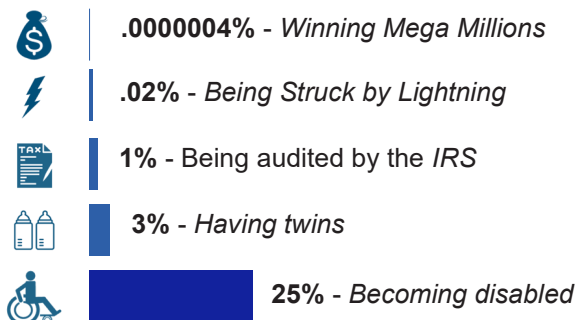 .0000004% - Winning Mega Millions
.02% - Being Struck by Lightning
TAX
1% - Being audited by the IRS
3% - Having twins
25% - Becoming disabled